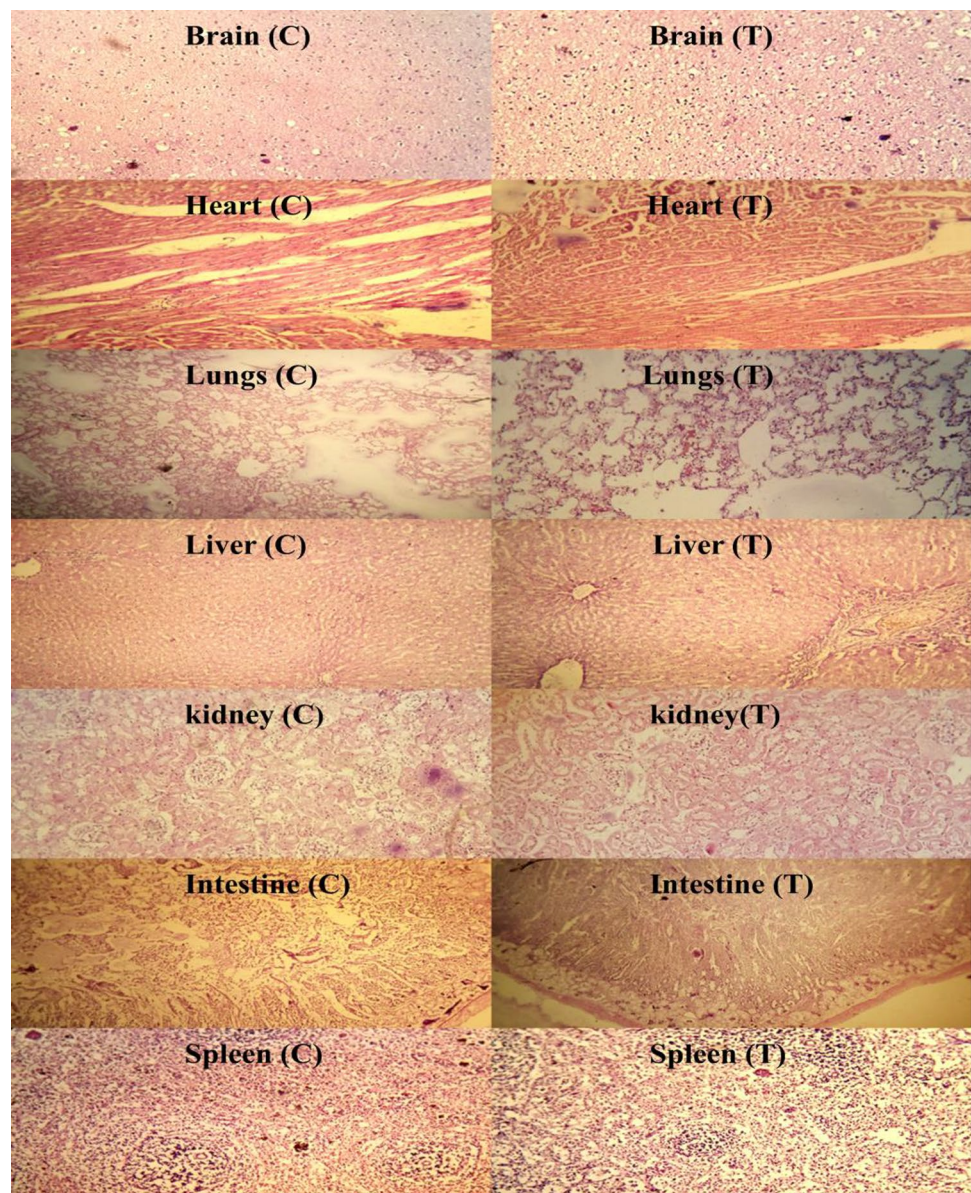 Brain (C)
Brain (T)
Heart (C)
Heart (T)
Lungs (C)
Lungs (T)
Liver (C)
Liver (T)
kidney (C)
kidney(T)
Intestine (C)
Intestine (T)
Spleen (C)
Spleen (T)